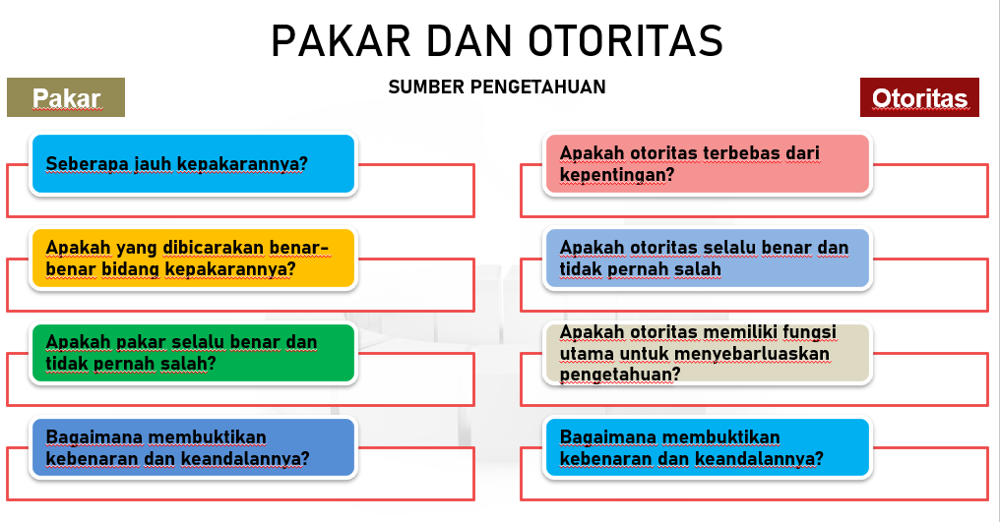 PAKAR DAN OTORITAS
SUMBER PENGETAHUAN
Pakar
Seberapa jauh kepakarannya?
Apakah yang dibicarakan benar-
benar bidang kepakarannya?
Apakah pakar selalu benar dan
tidak pernah salah?
Bagaimana membuktikan
kebenaran dan keandalannya?
Otoritas
Apakah otoritas terbebas dari
kepentingan?
Apakah otoritas selalu benar dan
tidak pernah salah
Apakah otoritas memiliki fungsi
utama untuk menyebarluaskan
pengetahuan?
Bagaimana membuktikan
kebenaran dan keandalannya?